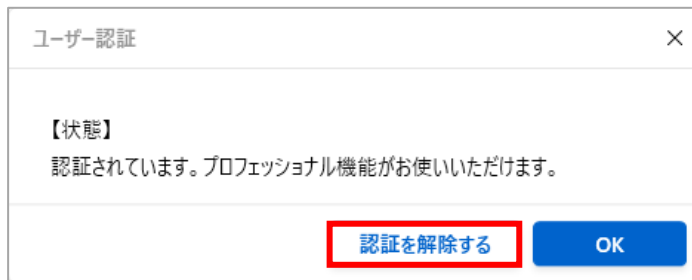 ユーザー認証
【状態】
認証されています。プロフェッショナル機能がお使いいただけます。
認証を解除する
OK